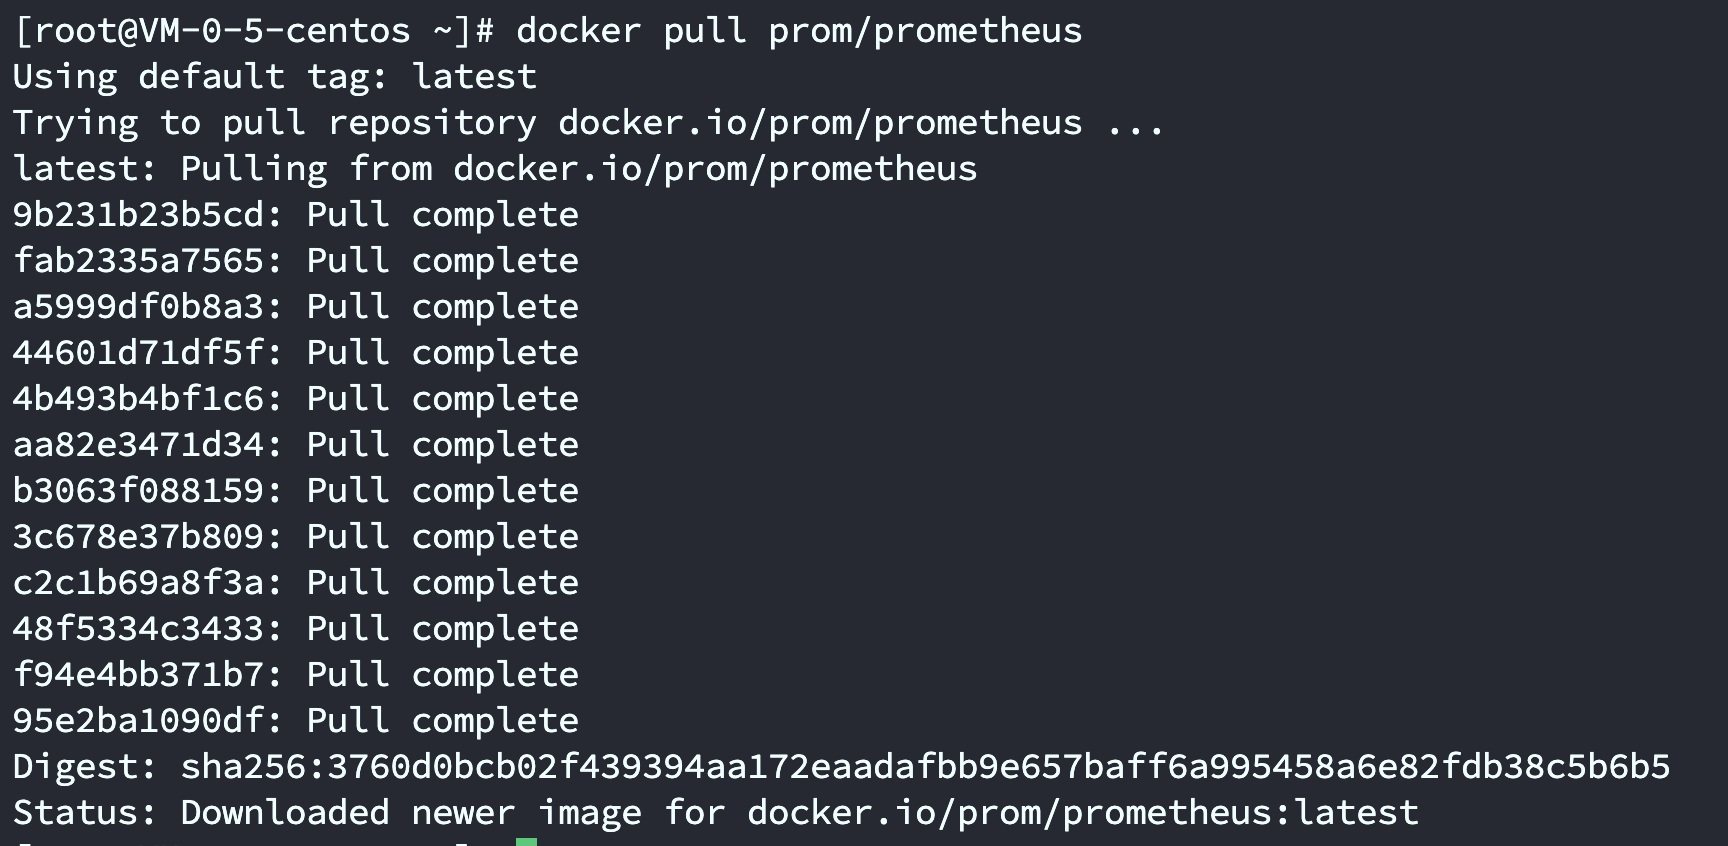 [root@VM-0-5-centos ~]# docker pull prom/prometheus
Using default tag: latest
Trying to pull repository docker.io/prom/prometheus ...
latest: Pulling from docker.io/prom/prometheus
9b231b23b5cd: Pull complete
fab2335a7565: Pull complete
a5999df0b8a3: Pull complete
44601d71df5f: Pull complete
4b493b4bf1c6: Pull complete
aa82e3471d34: Pull complete
b3063f088159: Pull complete
3c678e37b809: Pull complete
c2c1b69a8f3a: Pull complete
48f5334c3433: Pull complete
f94e4bb371b7: Pull complete
95e2ba1090df: Pull complete
Digest: sha256:3760d0bcb02f439394aa172eaadafbb9e657baff6a995458a6e82fdb38c5b6b5
Status: Downloaded newer image for docker.io/prom/prometheus:latest